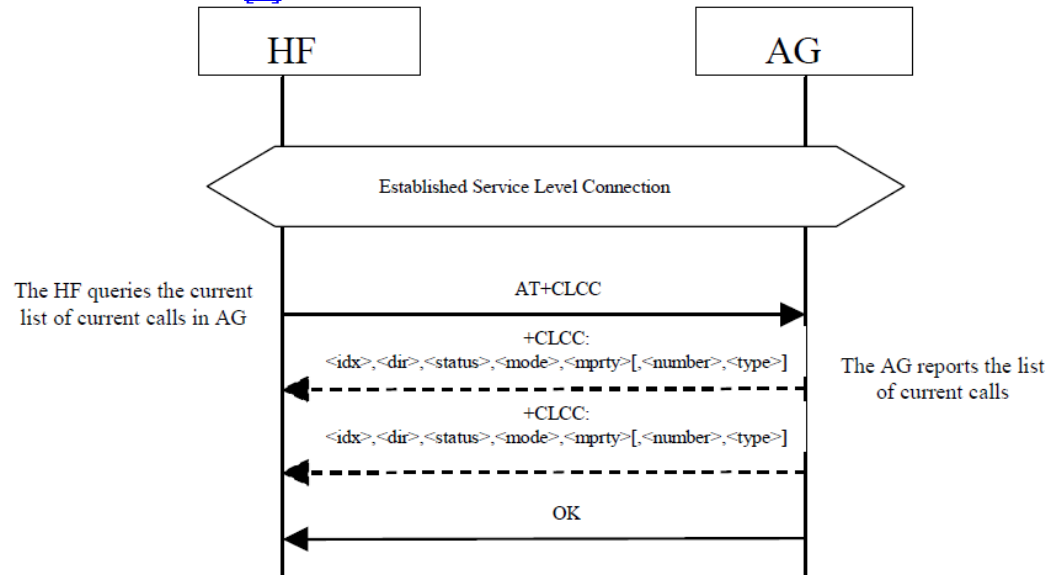 HF
AG
Established Service Level Connection
The HF queries the current
list of current calls in AG
AT+CLCC
+CLCC:
<idx>,<dir>,<status>,<mode>,<mprty>[,<number>,<type>]
The AG reports the list
of current calls
+CLCC:
<idx>,<dir>,<status>,<mode>,<mprty>[,<number>,<type>]
OK